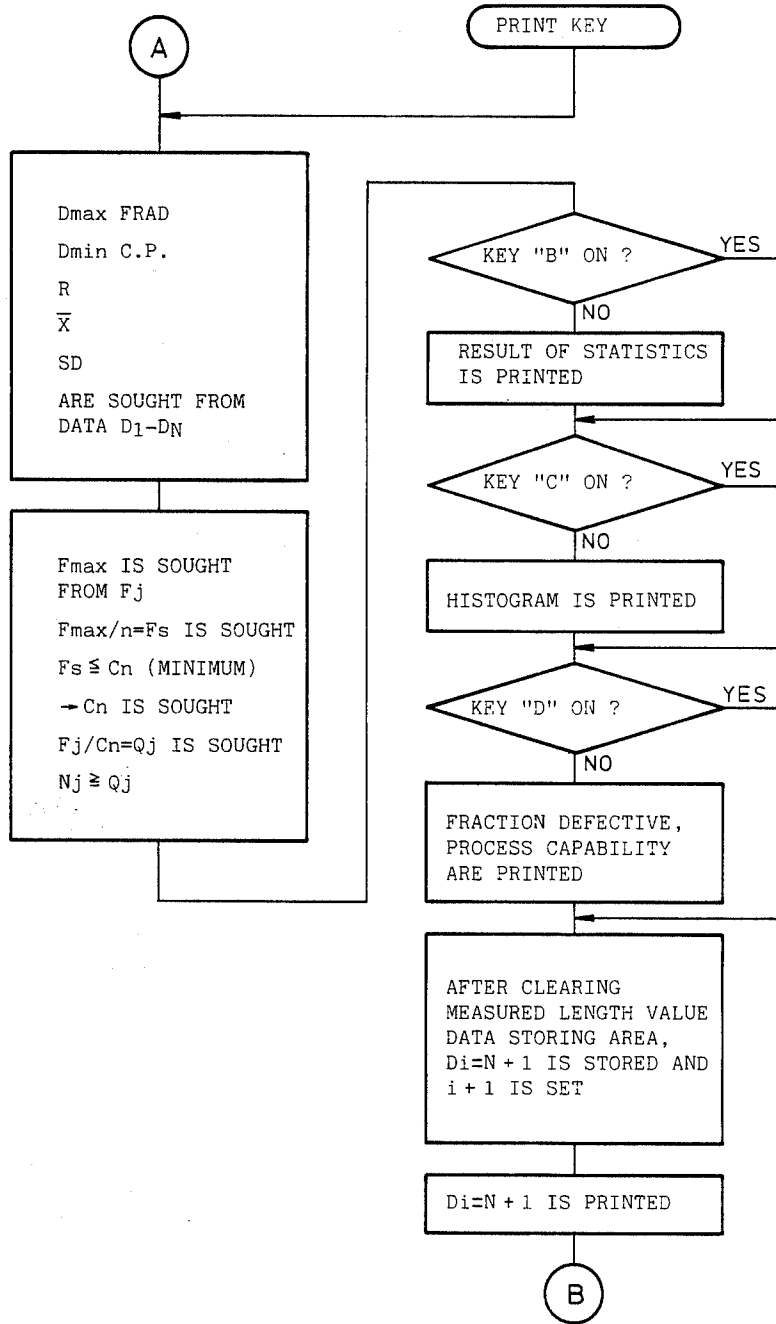 A
PRINT KEY
Dmax FRAD
Dmin C.P.
R
X̅
SD
ARE SOUGHT FROM
DATA D1-DN
Fmax IS SOUGHT
FROM Fj
Fmax/n=Fs IS SOUGHT
Fs ≦ Cn (MINIMUM)
→ Cn IS SOUGHT
Fj/Cn=Qj IS SOUGHT
Nj ≧ Qj
KEY "B" ON ?
YES
NO
RESULT OF STATISTICS
IS PRINTED
KEY "C" ON ?
YES
NO
HISTOGRAM IS PRINTED
KEY "D" ON ?
YES
NO
FRACTION DEFECTIVE,
PROCESS CAPABILITY
ARE PRINTED
AFTER CLEARING
MEASURED LENGTH VALUE
DATA STORING AREA,
Di=N + 1 IS STORED AND
i + 1 IS SET
Di=N + 1 IS PRINTED
B